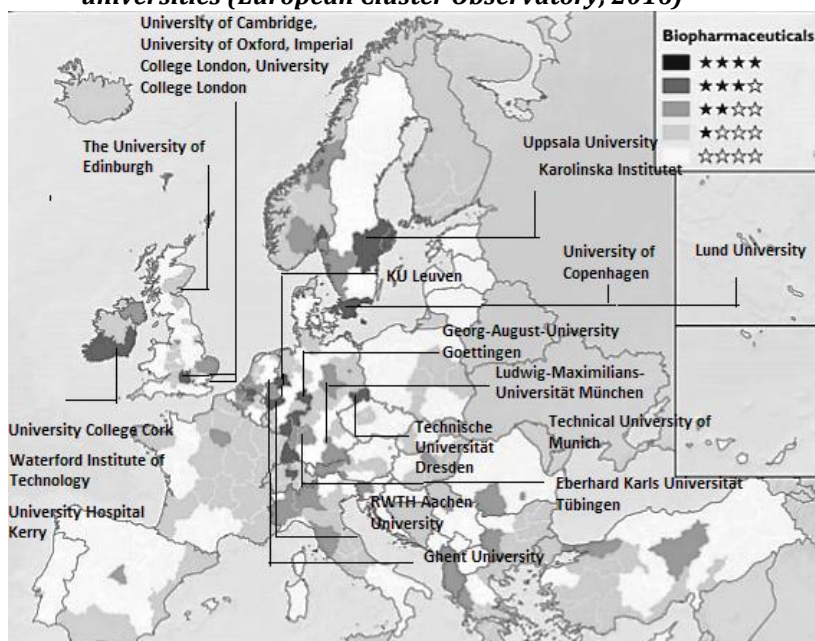 universities (European Cluster Observatory, 2016)
University of Cambridge,
University of Oxford, Imperial
College London, University
College London
Biopharmaceuticals
★★★★
★★★☆
★★☆☆
★☆☆☆
☆☆☆☆
The University of
Edinburgh
Uppsala University
Karolinska Institutet
University of
Copenhagen
Lund University
KU Leuven
Georg-August-University
Goettingen
Ludwig-Maximilians-
Universität München
University College Cork
Technische
Universität
Dresden
Technical University of
Munich
Waterford Institute of
Technology
University Hospital
Kerry
RWTH Aachen
University
Eberhard Karls Universität
Tübingen
Ghent University